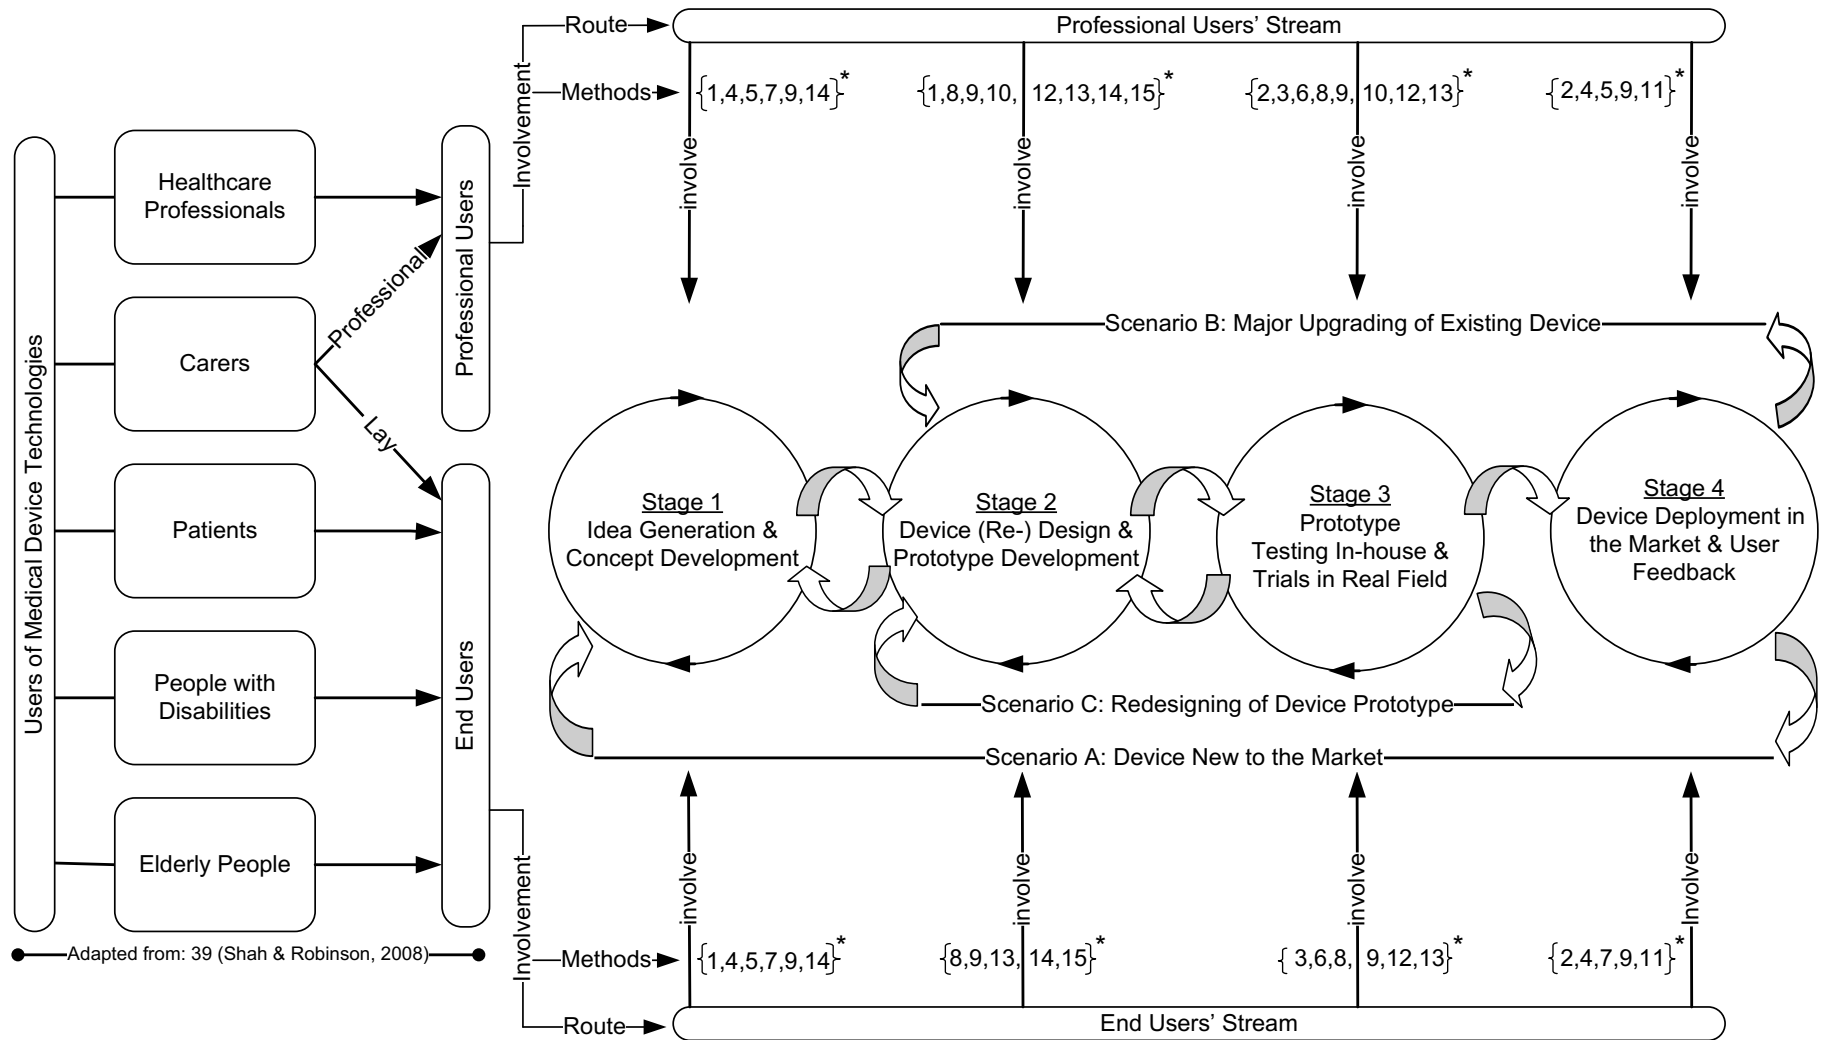 Users of Medical Device Technologies
Healthcare
Professionals
Carers
Patients
People with
Disabilities
Elderly People
Professional
Lay
Professional Users
End Users
Adapted from: 39 (Shah & Robinson, 2008)
Involvement
Route
Methods
Professional Users' Stream
{1,4,5,7,9,14}*
{1,8,9,10, 12,13,14,15}*
{2,3,6,8,9, 10,12,13}*
{2,4,5,9,11}*
involve
involve
involve
involve
Scenario B: Major Upgrading of Existing Device
Stage 1
Idea Generation &
Concept Development
Stage 2
Device (Re-) Design &
Prototype Development
Stage 3
Prototype
Testing In-house &
Trials in Real Field
Stage 4
Device Deployment in
the Market & User
Feedback
Scenario C: Redesigning of Device Prototype
Scenario A: Device New to the Market
involve
involve
involve
Involve
Involvement
Methods
{1,4,5,7,9,14}*
{8,9,13, 14,15}*
{ 3,6,8, 9,12,13}*
{2,4,7,9,11}*
Route
End Users' Stream